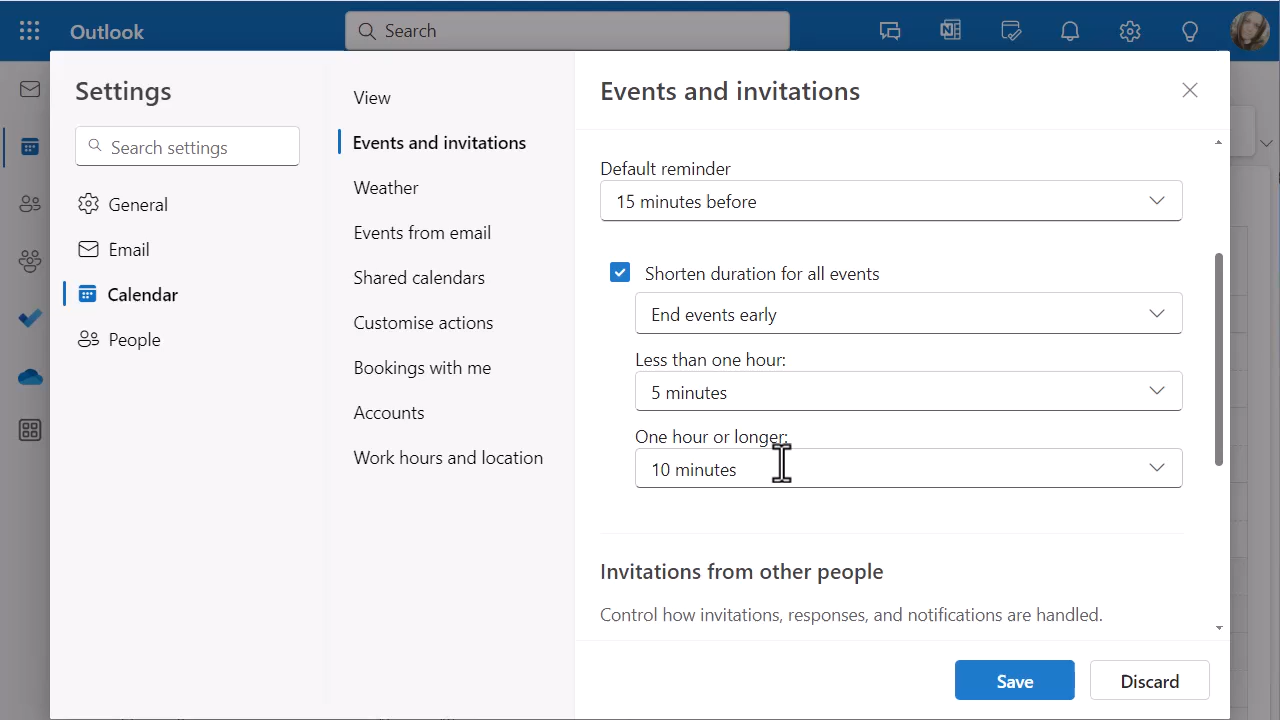 Outlook
Search
Settings
Search settings
General
Email
Calendar
People
View
Events and invitations
Weather
Events from email
Shared calendars
Customise actions
Bookings with me
Accounts
Work hours and location
Events and invitations
Default reminder
15 minutes before
Shorten duration for all events
End events early
Less than one hour:
5 minutes
One hour or longer:
10 minutes
Invitations from other people
Control how invitations, responses, and notifications are handled.
Save
Discard